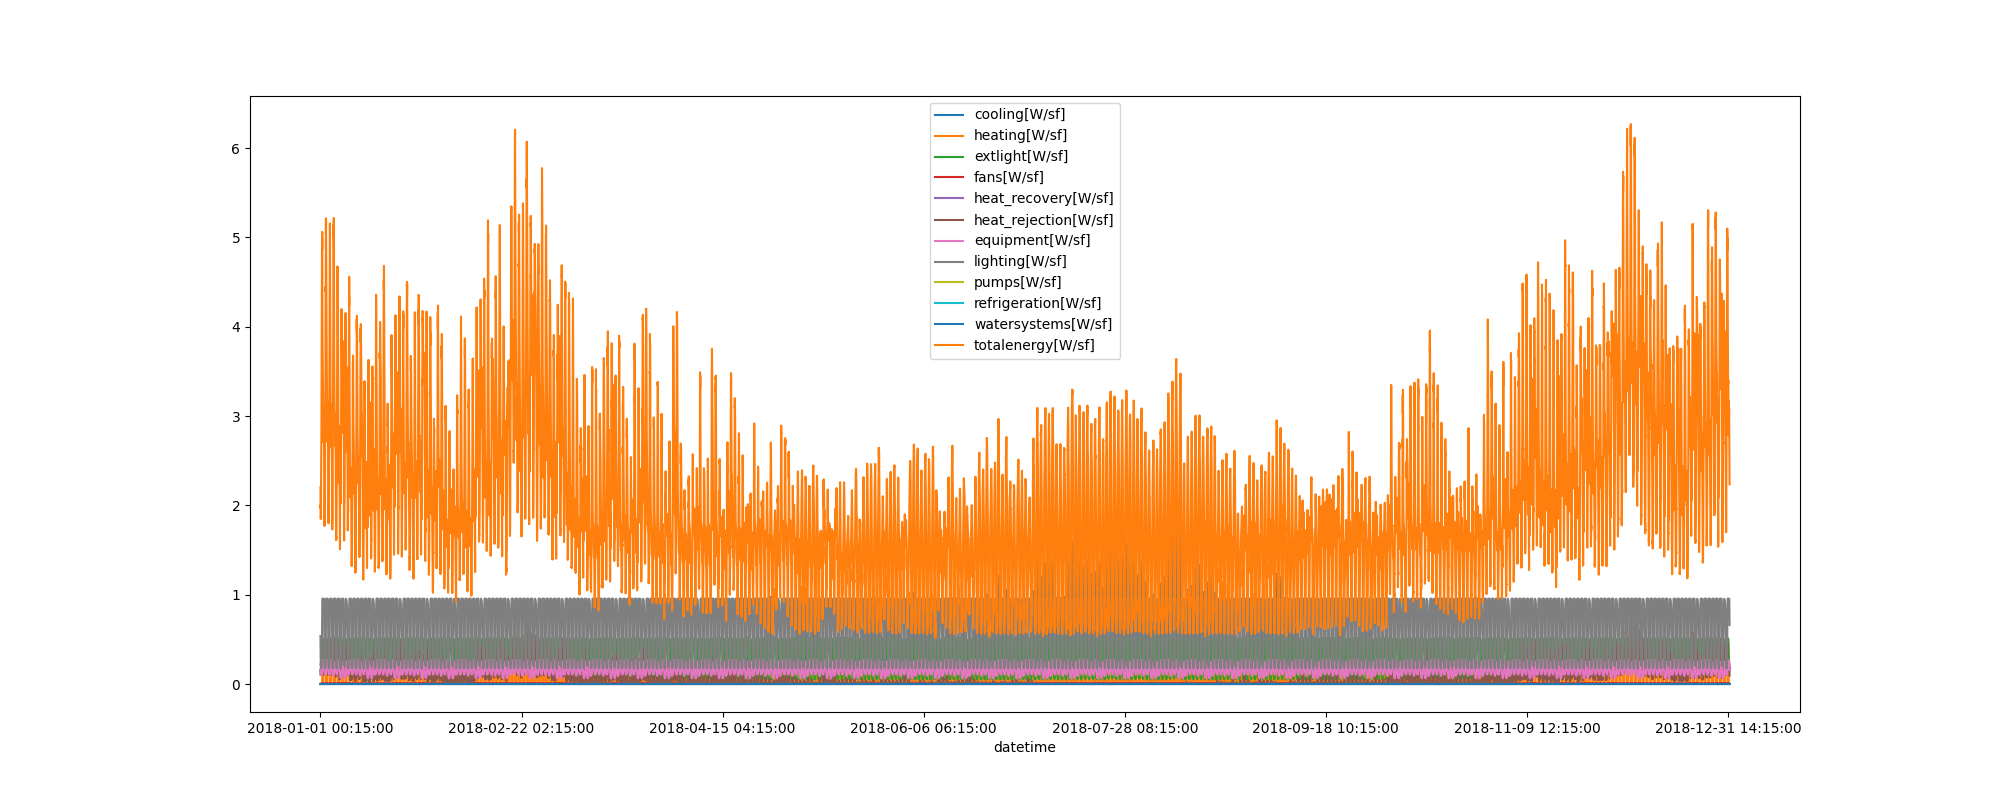 cooling[W/sf]
heating[W/sf]
extlight[W/sf]
fans[W/sf]
heat_recovery[W/sf]
heat_rejection[W/sf]
equipment[W/sf]
lighting[W/sf]
pumps[W/sf]
refrigeration[W/sf]
watersystems[W/sf]
totalenergy[W/sf]
6
5
4
3
2
1
0
2018-01-01 00:15:00 2018-02-22 02:15:00 2018-04-15 04:15:00 2018-06-06 06:15:00 2018-07-28 08:15:00 2018-09-18 10:15:00 2018-11-09 12:15:00 2018-12-31 14:15:00
datetime